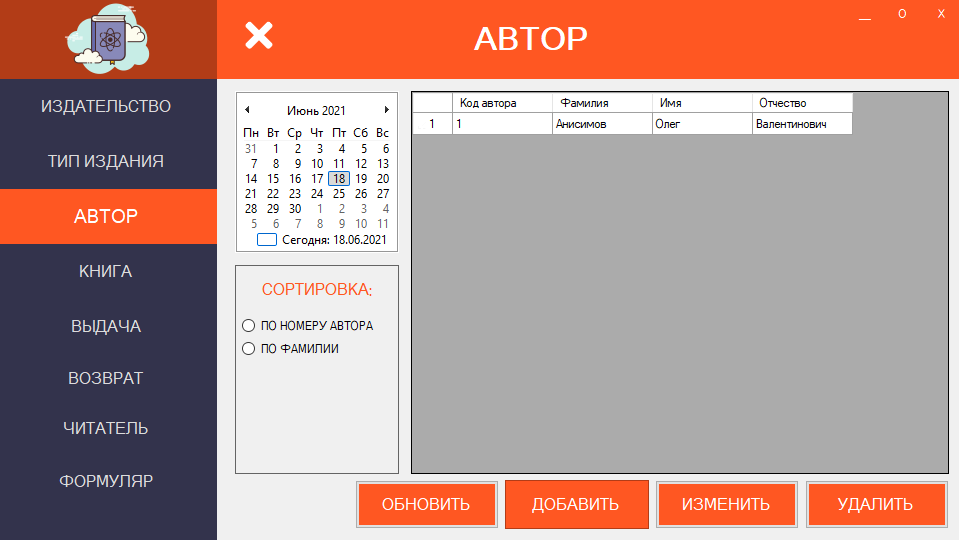 АВТОР
__ O X
ИЗДАТЕЛЬСТВО
ТИП ИЗДАНИЯ
АВТОР
КНИГА
ВЫДАЧА
ВОЗВРАТ
ЧИТАТЕЛЬ
ФОРМУЛЯР
Июнь 2021
Пн Вт Ср Чт Пт Сб Вс
31 1 2 3 4 5 6
7 8 9 10 11 12 13
14 15 16 17 18 19 20
21 22 23 24 25 26 27
28 29 30 1 2 3 4
5 6 7 8 9 10 11
Сегодня: 18.06.2021
СОРТИРОВКА:
ПО НОМЕРУ АВТОРА
ПО ФАМИЛИИ
Код автора Фамилия Имя Отчество
1 1 Анисимов Олег Валентинович
ОБНОВИТЬ ДОБАВИТЬ ИЗМЕНИТЬ УДАЛИТЬ